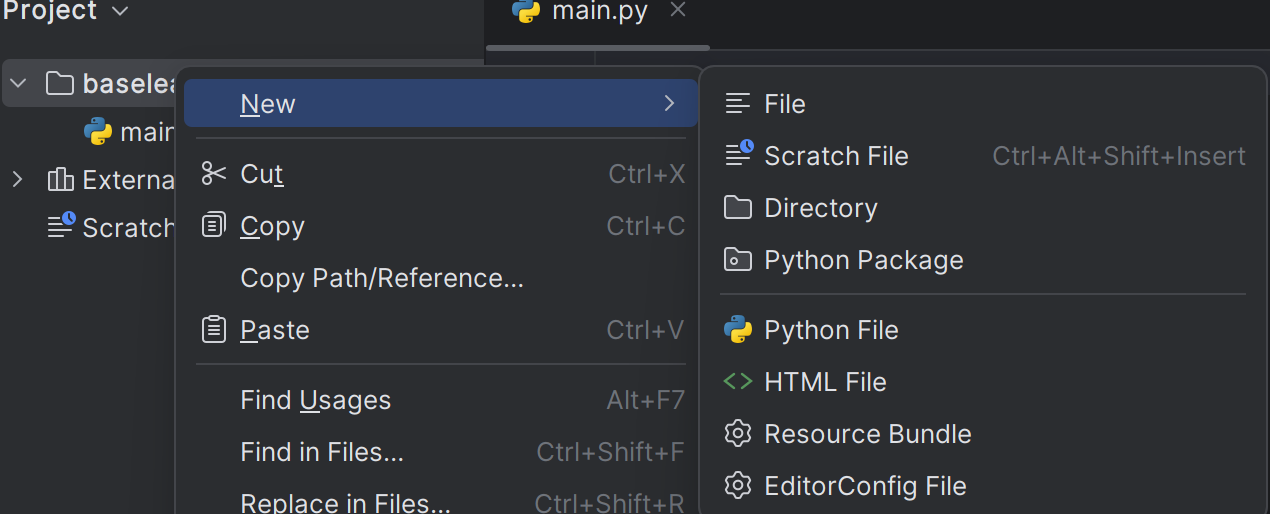 Project
main.py
baselea
main
Externa
Scratch
New
Cut Ctrl+X
Copy Ctrl+C
Copy Path/Reference...
Paste Ctrl+V
Find Usages Alt+F7
Find in Files... Ctrl+Shift+F
Replace in Files... Ctrl+Shift+R
File
Scratch File Ctrl+Alt+Shift+Insert
Directory
Python Package
Python File
HTML File
Resource Bundle
EditorConfig File